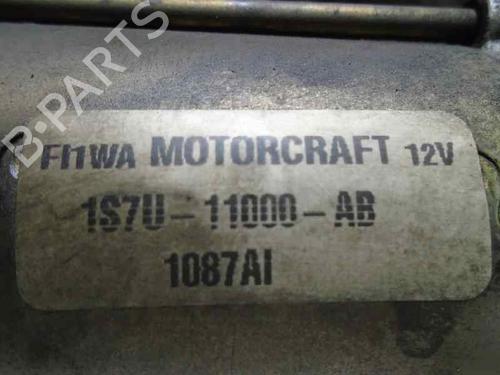 B-PARTS
FI1WA MOTORCRAFT 12V
1S7U-11000-AB
1087AI